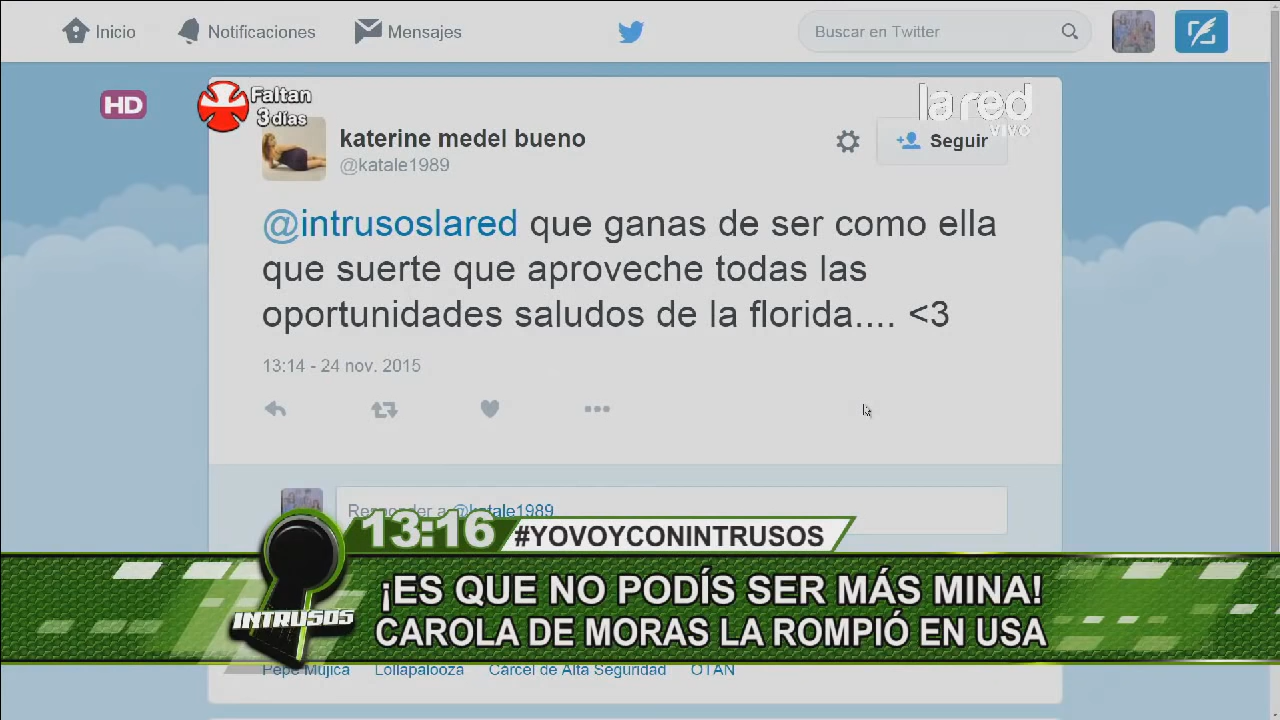 Inicio
Notificaciones
Mensajes
Buscar en Twitter
HD
Faltan
3 días
la red
VIVO
katerine medel bueno
@katale1989
Seguir
@intrusoslared que ganas de ser como ella
que suerte que aproveche todas las
oportunidades saludos de la florida.... <3
13:14 - 24 nov. 2015
Responder a @katale1989
13:16
#YOVOYCONINTRUSOS
INTRUSOS
¡ES QUE NO PODÍS SER MÁS MINA!
CAROLA DE MORAS LA ROMPIÓ EN USA
Pepe Mujica Lollapalooza Cárcel de Alta Seguridad OTAN